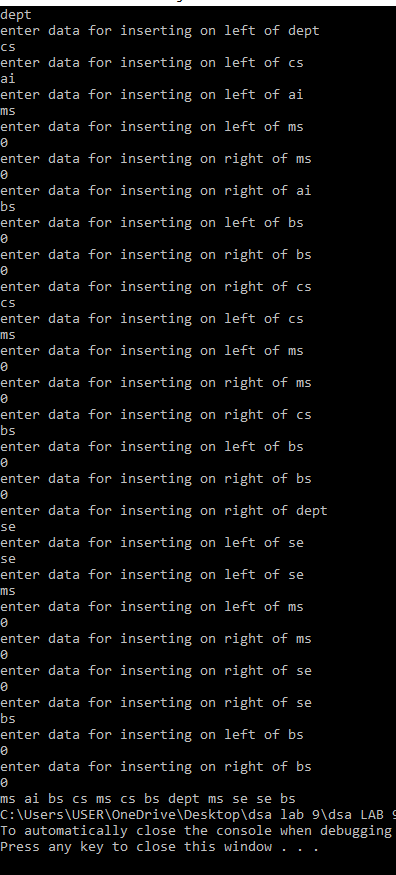 dept
enter data for inserting on left of dept
cs
enter data for inserting on left of cs
ai
enter data for inserting on left of ai
ms
enter data for inserting on left of ms
0
enter data for inserting on right of ms
0
enter data for inserting on right of ai
bs
enter data for inserting on left of bs
0
enter data for inserting on right of bs
0
enter data for inserting on right of cs
cs
enter data for inserting on left of cs
ms
enter data for inserting on left of ms
0
enter data for inserting on right of ms
0
enter data for inserting on right of cs
bs
enter data for inserting on left of bs
0
enter data for inserting on right of bs
0
enter data for inserting on right of dept
se
enter data for inserting on left of se
se
enter data for inserting on left of se
ms
enter data for inserting on left of ms
0
enter data for inserting on right of ms
0
enter data for inserting on right of se
0
enter data for inserting on right of se
bs
enter data for inserting on left of bs
0
enter data for inserting on right of bs
0
ms ai bs cs ms cs bs dept ms se se bs
C:\Users\USER\OneDrive\Desktop\dsa lab 9\dsa LAB 9
To automatically close the console when debugging
Press any key to close this window . . .